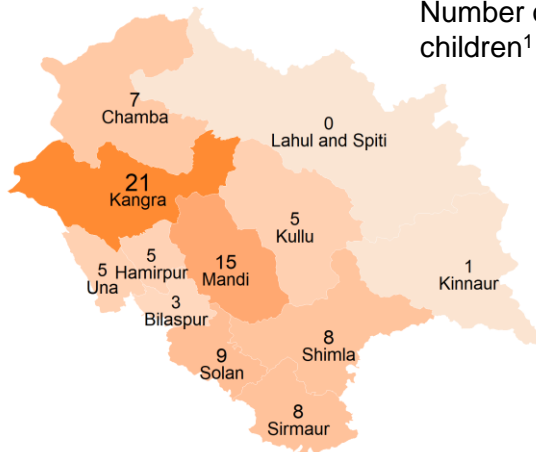 Number
children¹
7
Chamba
0
Lahul and Spiti
21
Kangra
5
Kullu
5
Hamirpur
5
Una
15
Mandi
1
Kinnaur
3
Bilaspur
8
Shimla
9
Solan
8
Sirmaur